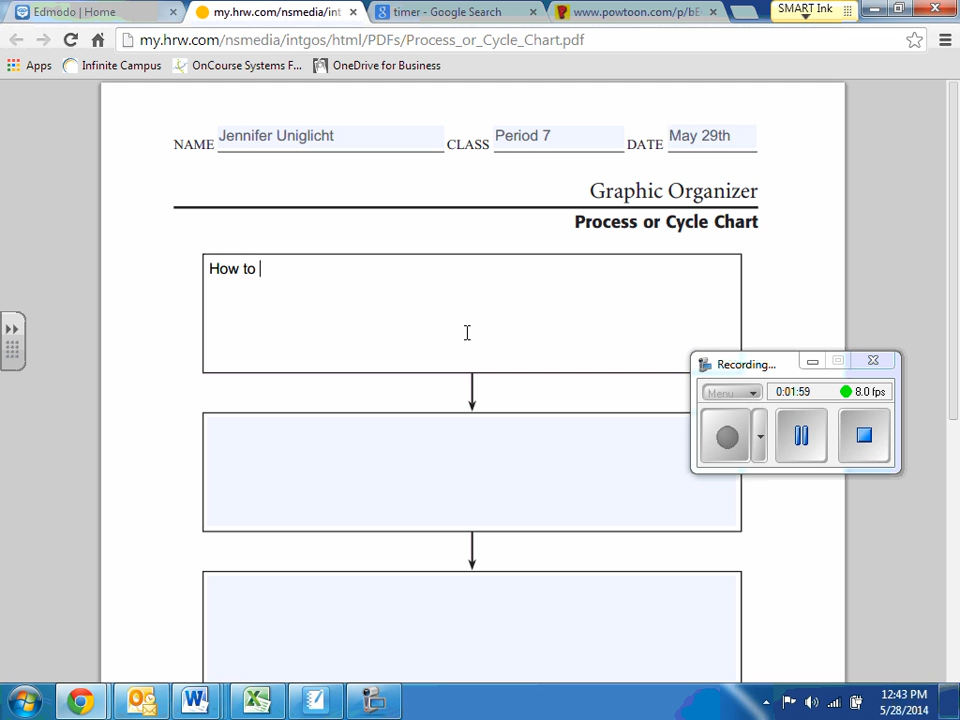 Edmodo | Home
my.hrw.com/nsmedia/int
timer - Google Search
www.powtoon.com/p/bE
SMART Ink
my.hrw.com/nsmedia/intgos/html/PDFs/Process_or_Cycle_Chart.pdf
Apps
Infinite Campus
OnCourse Systems F...
OneDrive for Business
NAME Jennifer Uniglicht CLASS Period 7 DATE May 29th
Graphic Organizer
Process or Cycle Chart
How to
Recording...
Menu
0:01:59
8.0 fps
12:43 PM
5/28/2014